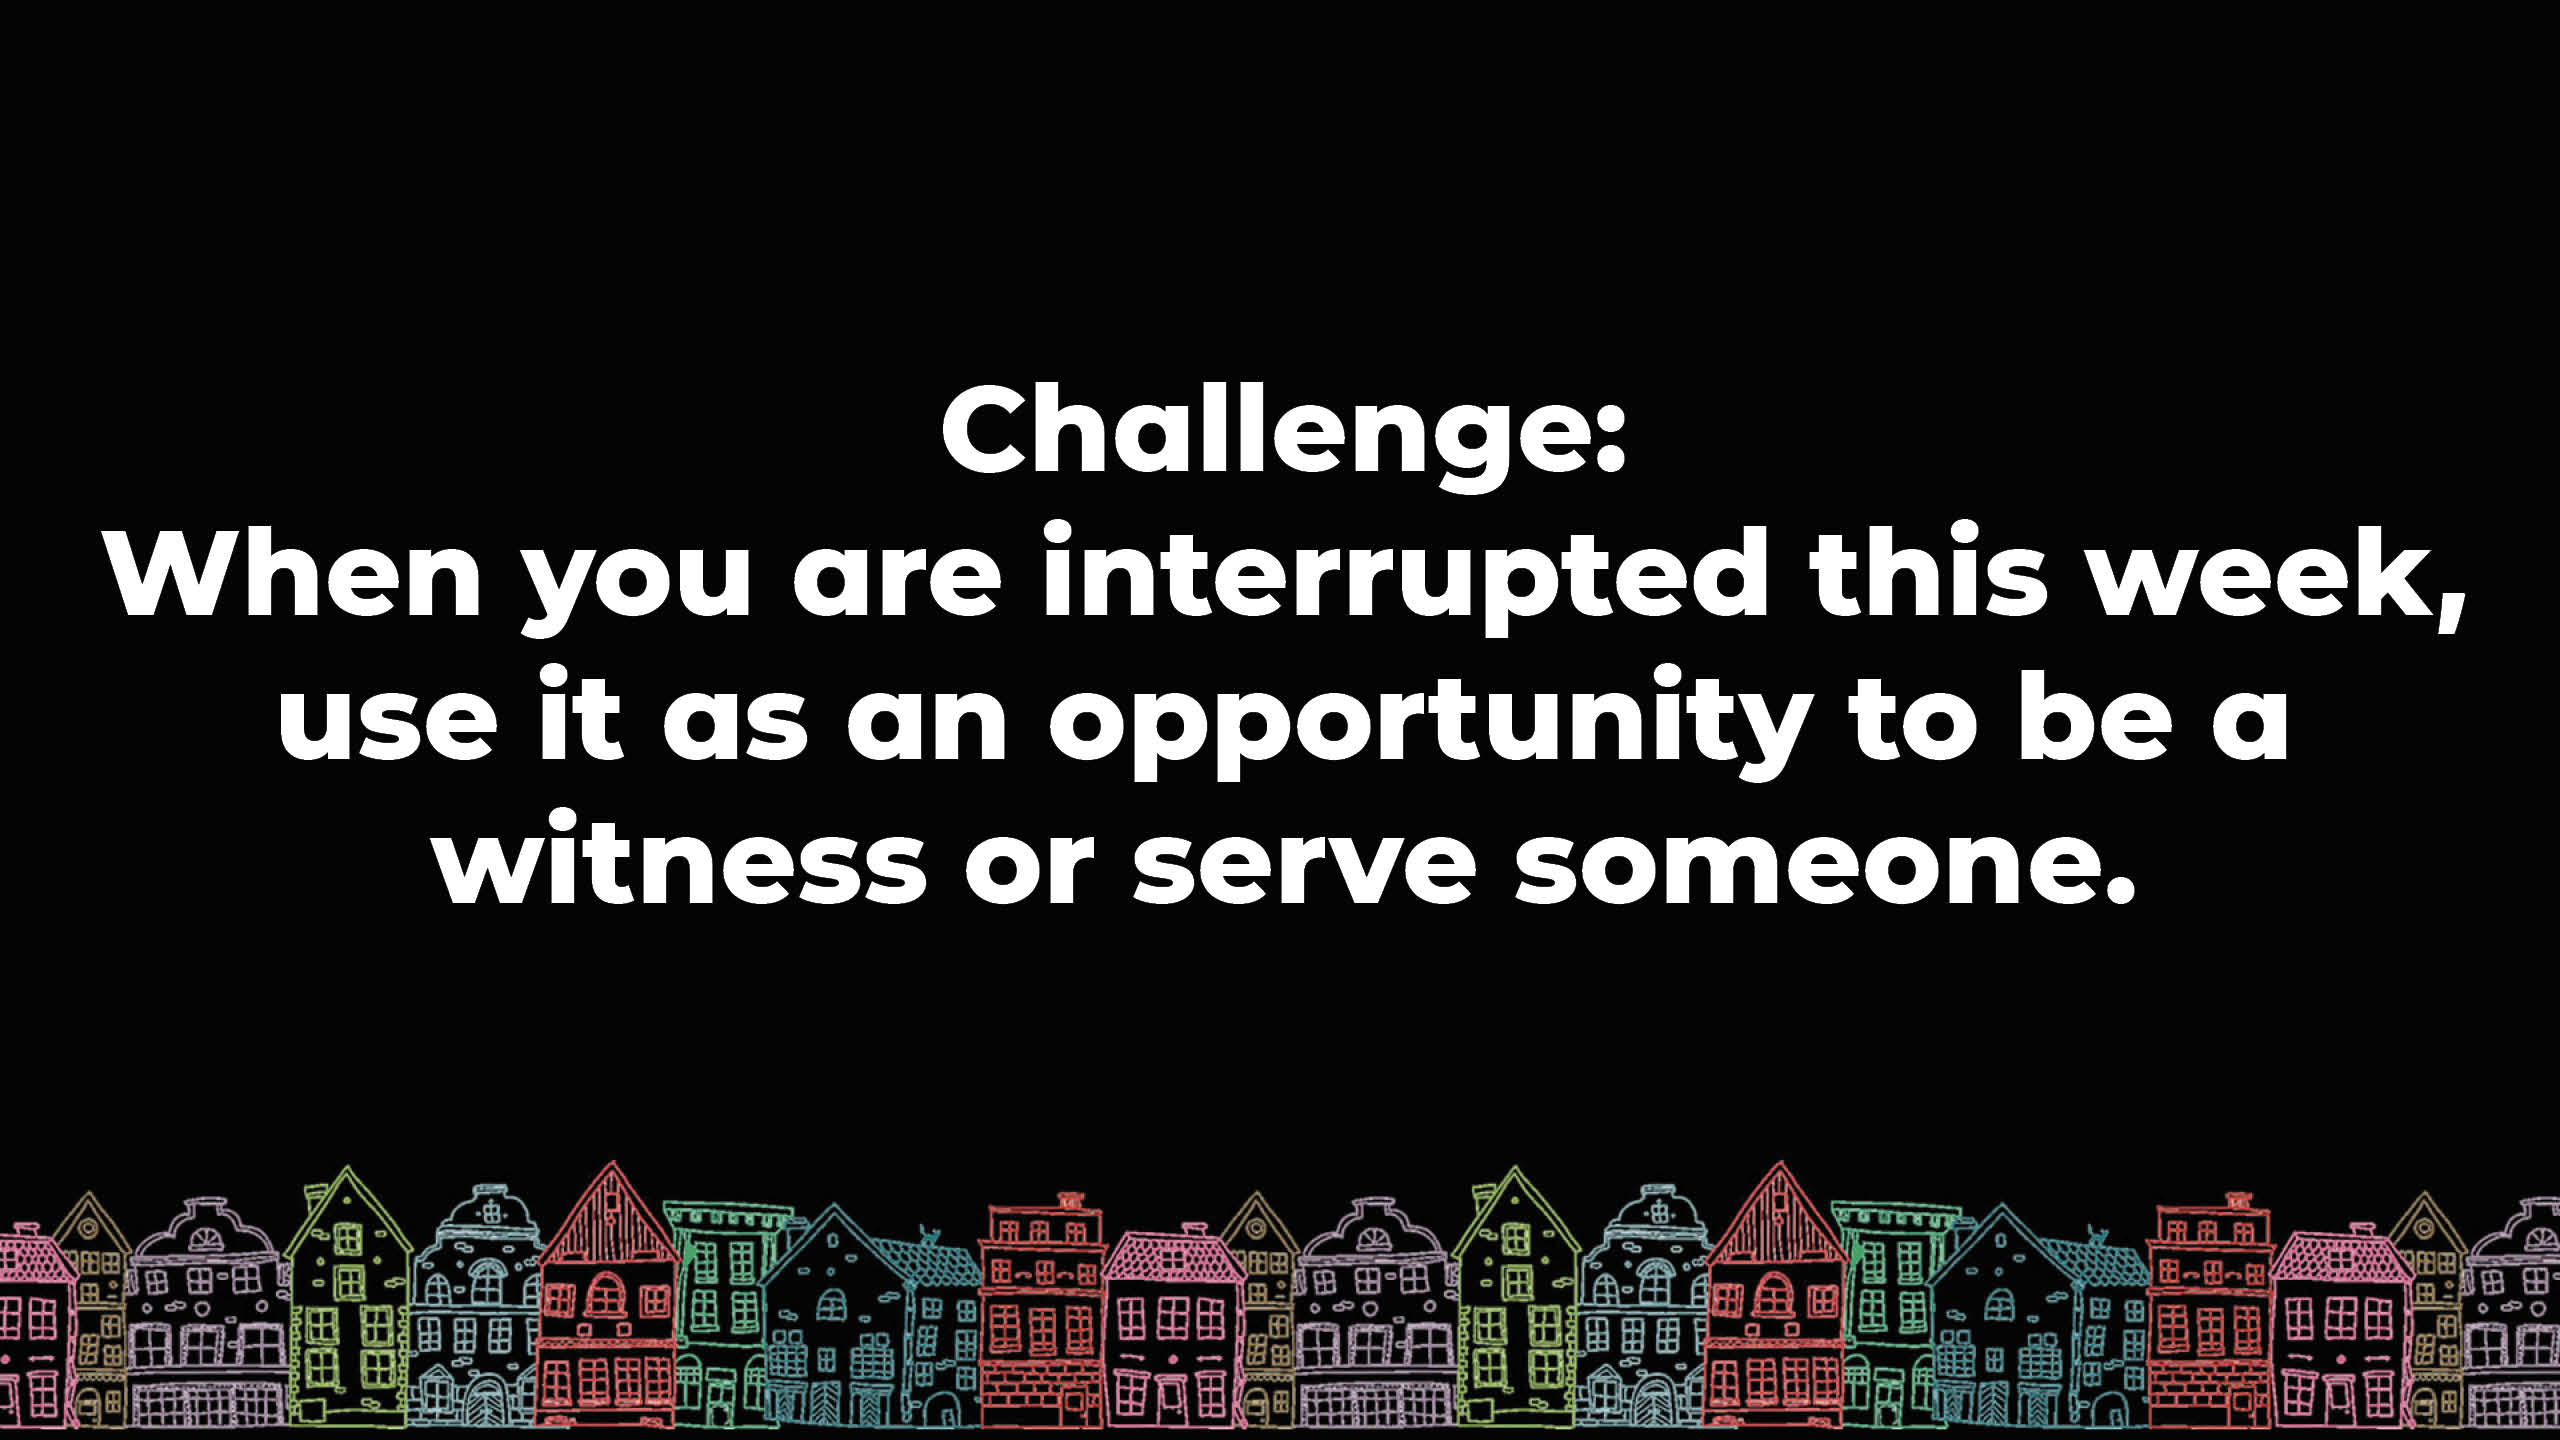 Challenge:
When you are interrupted this week,
use it as an opportunity to be a
witness or serve someone.